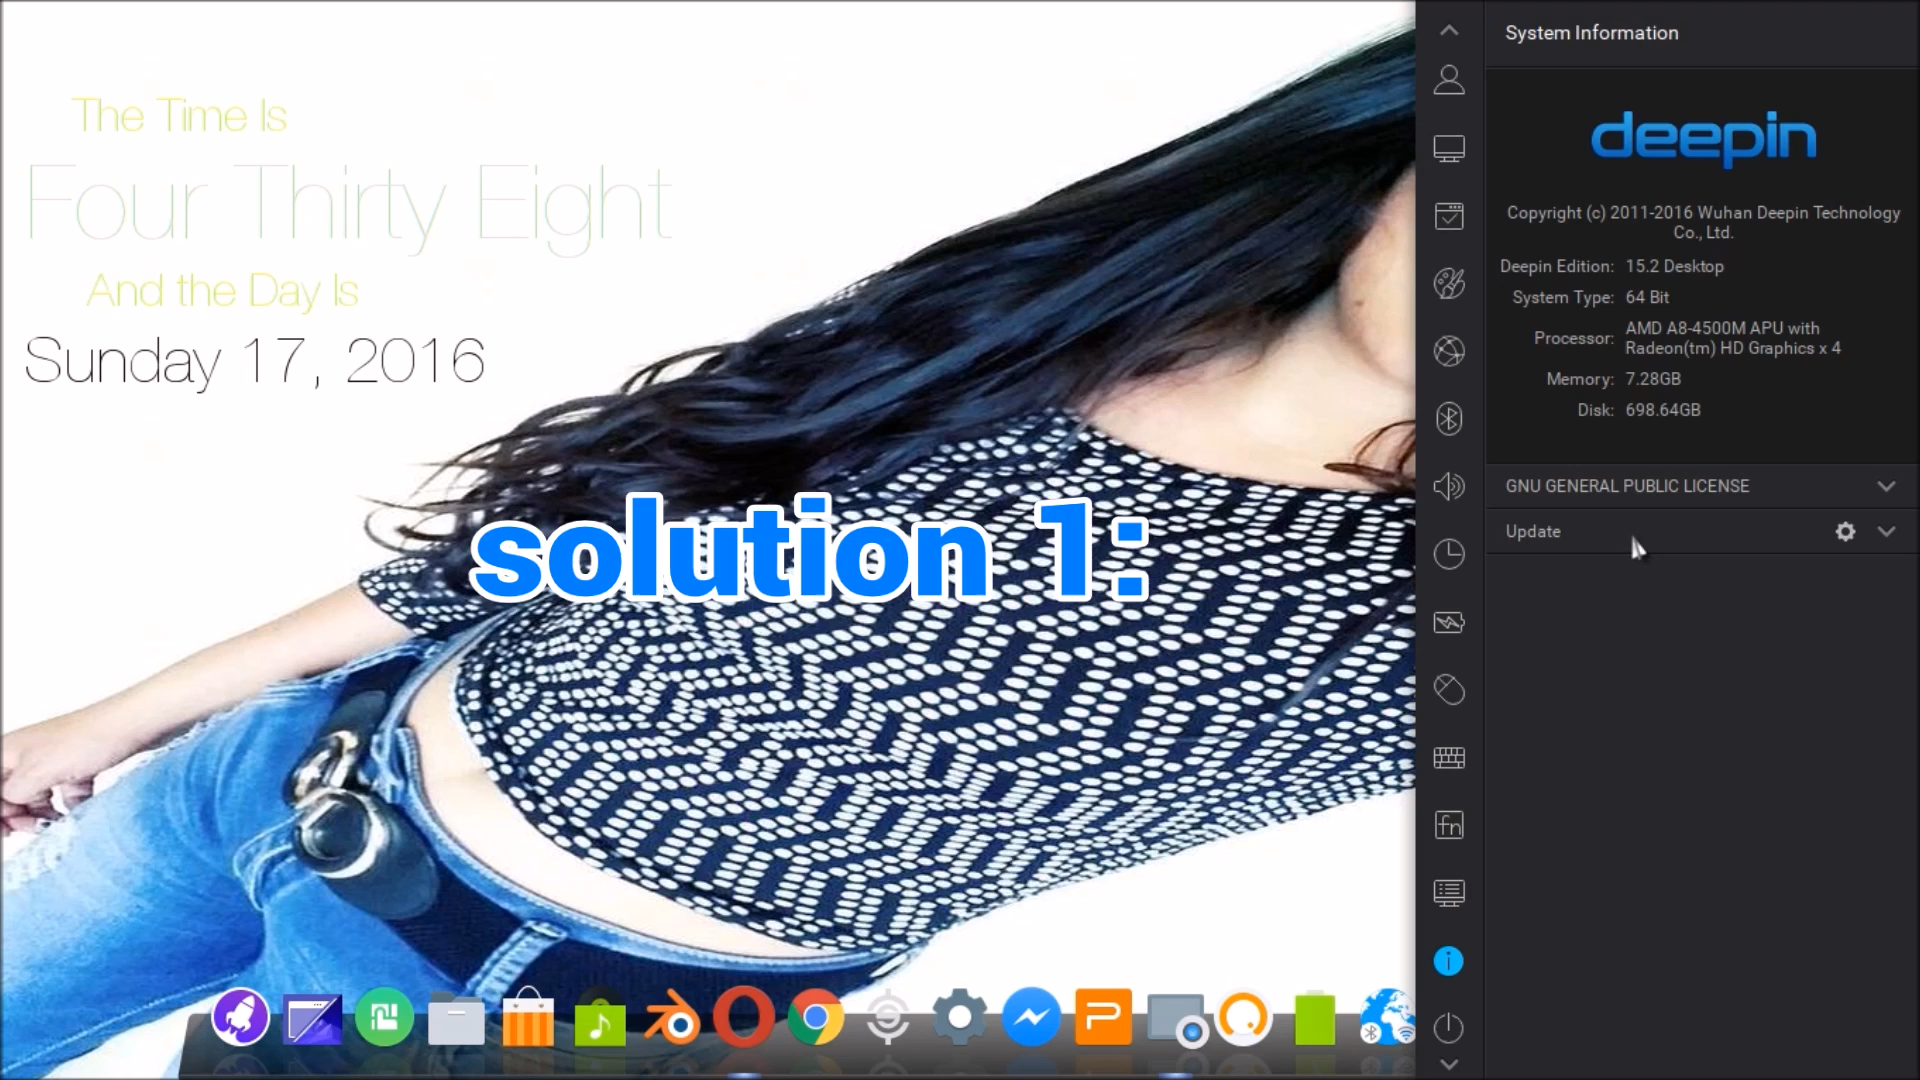 The Time Is
Four Thirty Eight
And the Day Is
Sunday 17, 2016
solution 1:
System Information
deepin
Copyright (c) 2011-2016 Wuhan Deepin Technology
Co., Ltd.
Deepin Edition: 15.2 Desktop
System Type: 64 Bit
Processor: AMD A8-4500M APU with
Radeon(tm) HD Graphics x 4
Memory: 7.28GB
Disk: 698.64GB
GNU GENERAL PUBLIC LICENSE
Update
fn